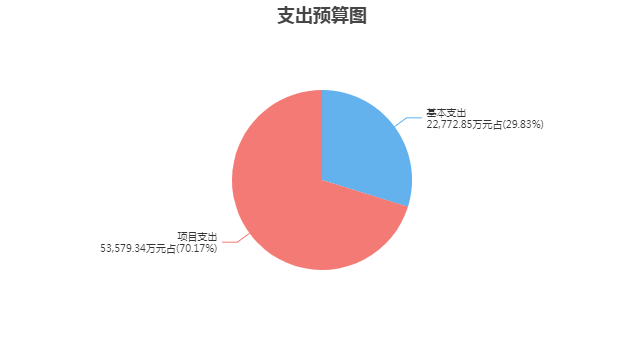 支出预算图
基本支出
22,772.85万元占(29.83%)
项目支出
53,579.34万元占(70.17%)